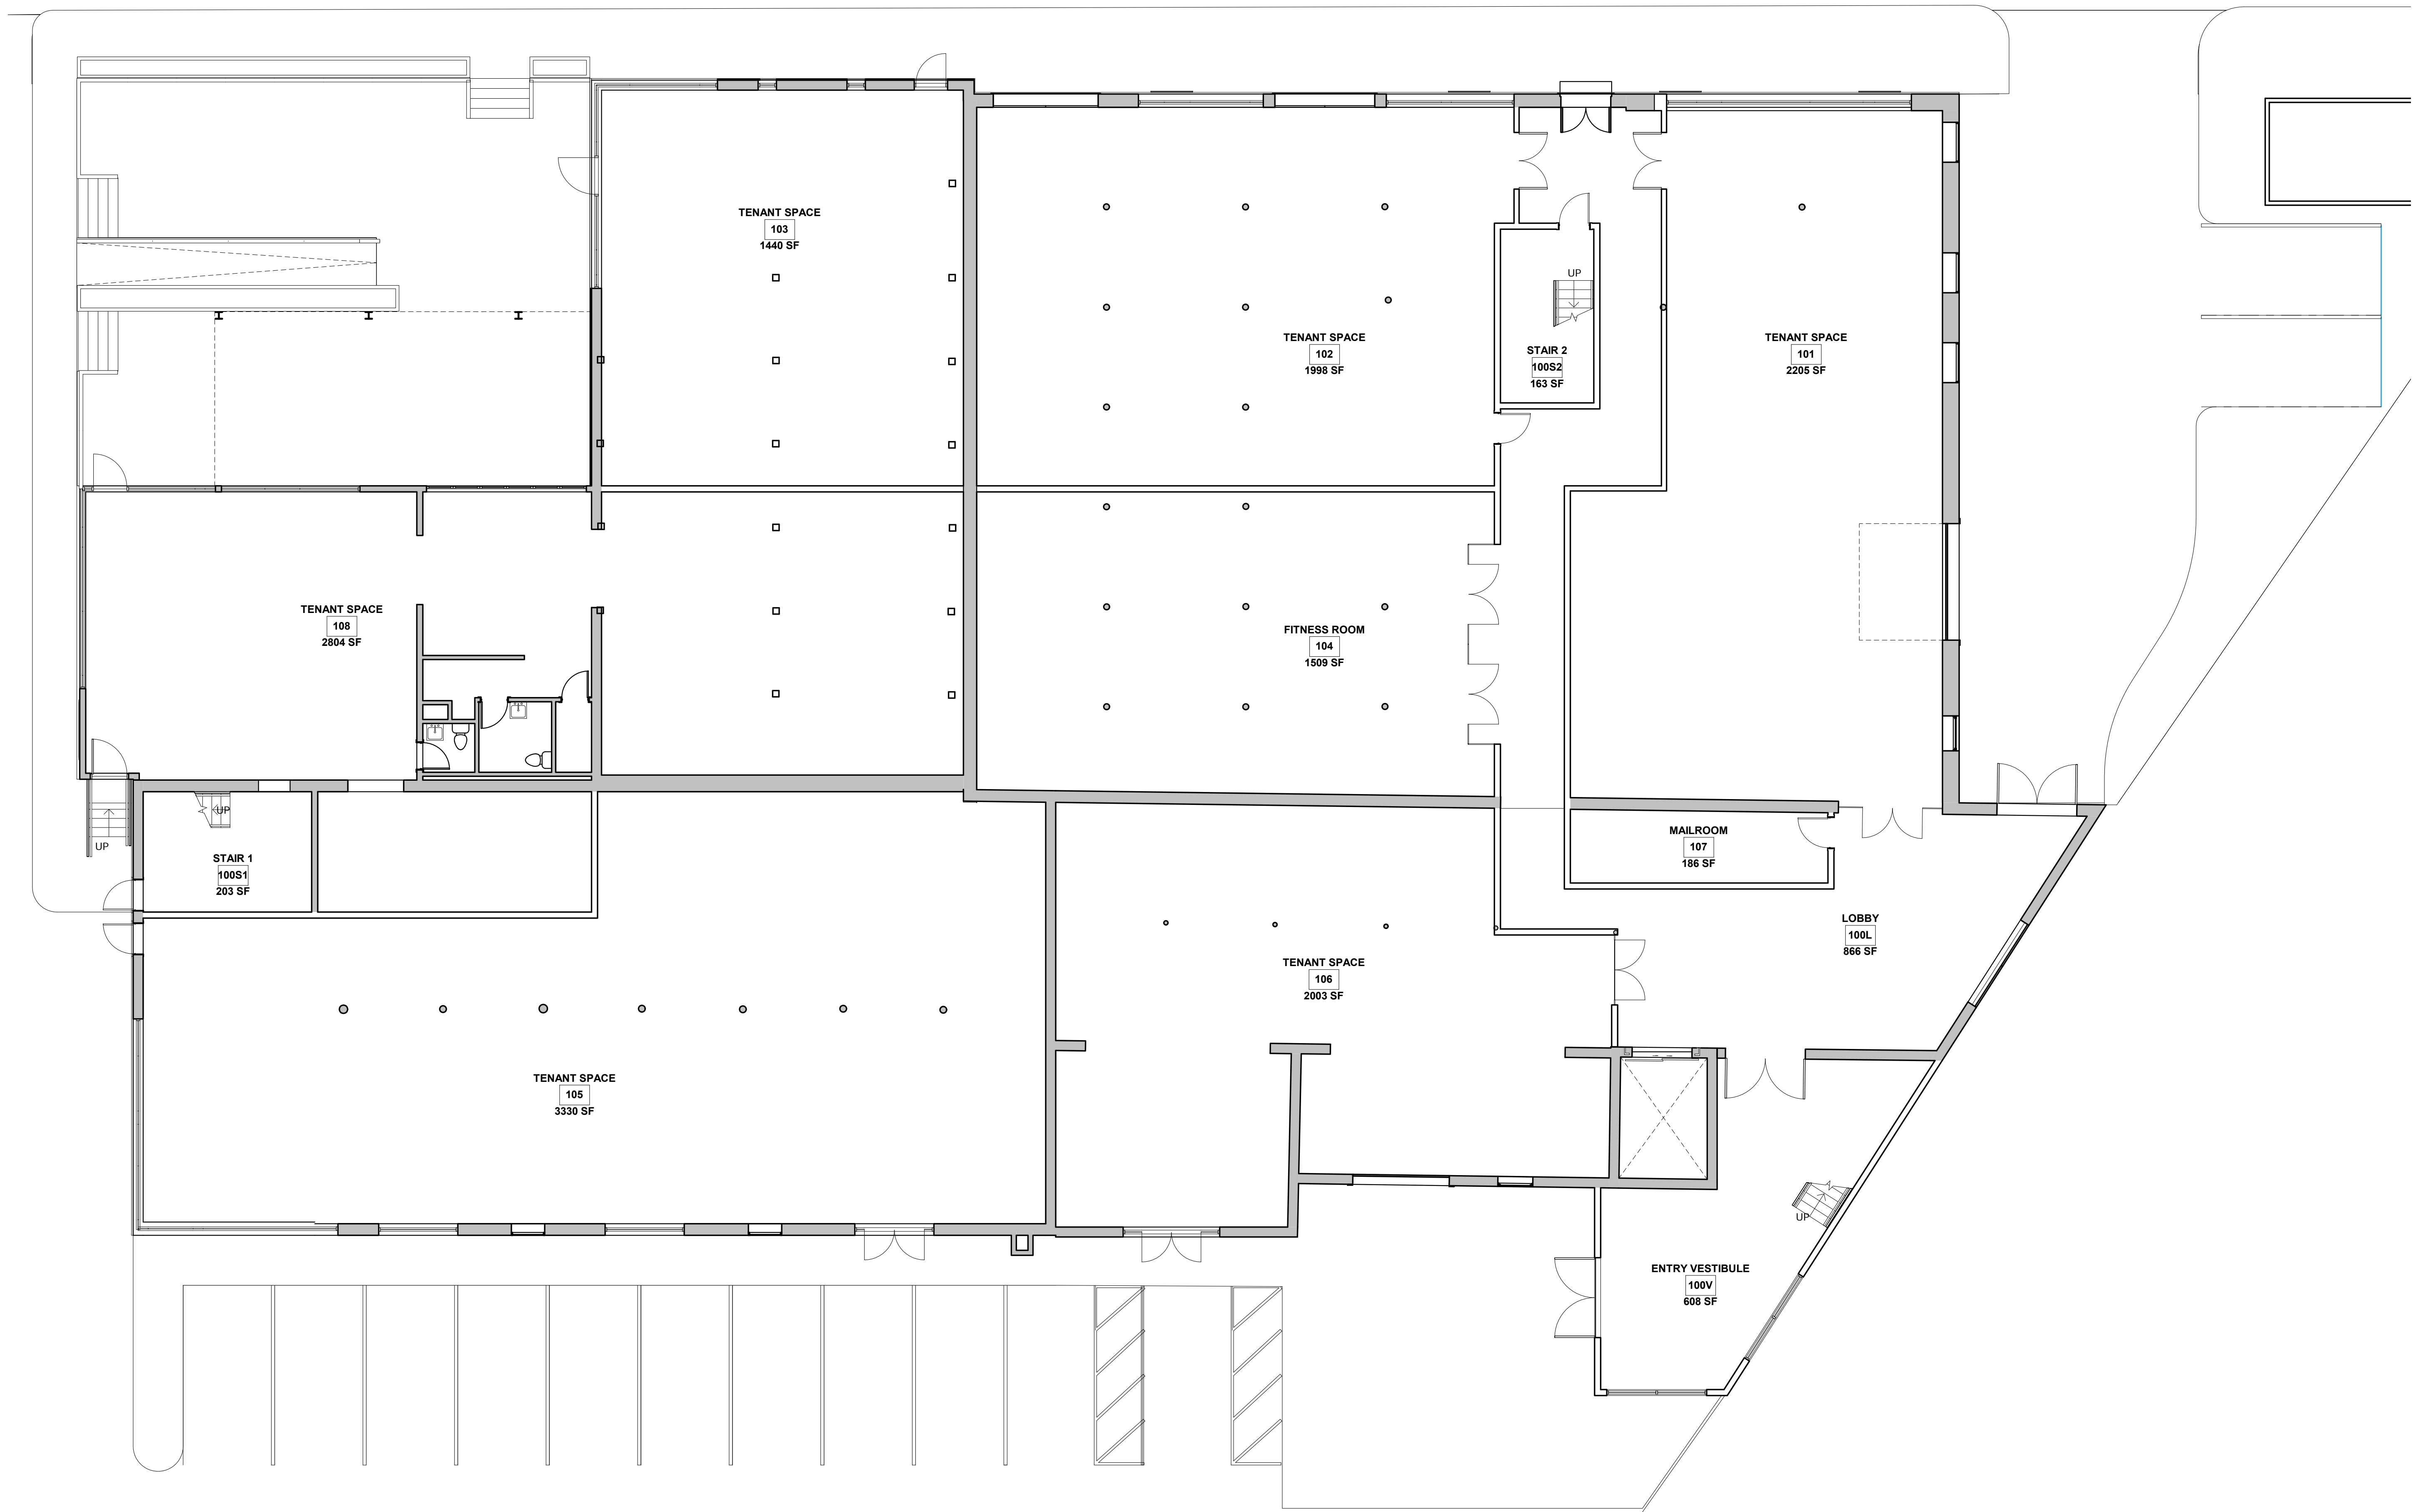 TENANT SPACE
103
1440 SF
TENANT SPACE
102
1998 SF
UP
STAIR 2
100S2
163 SF
TENANT SPACE
101
2205 SF
TENANT SPACE
108
2804 SF
FITNESS ROOM
104
1509 SF
UP
UP
STAIR 1
100S1
203 SF
MAILROOM
107
186 SF
LOBBY
100L
866 SF
TENANT SPACE
106
2003 SF
TENANT SPACE
105
3330 SF
UP
ENTRY VESTIBULE
100V
608 SF